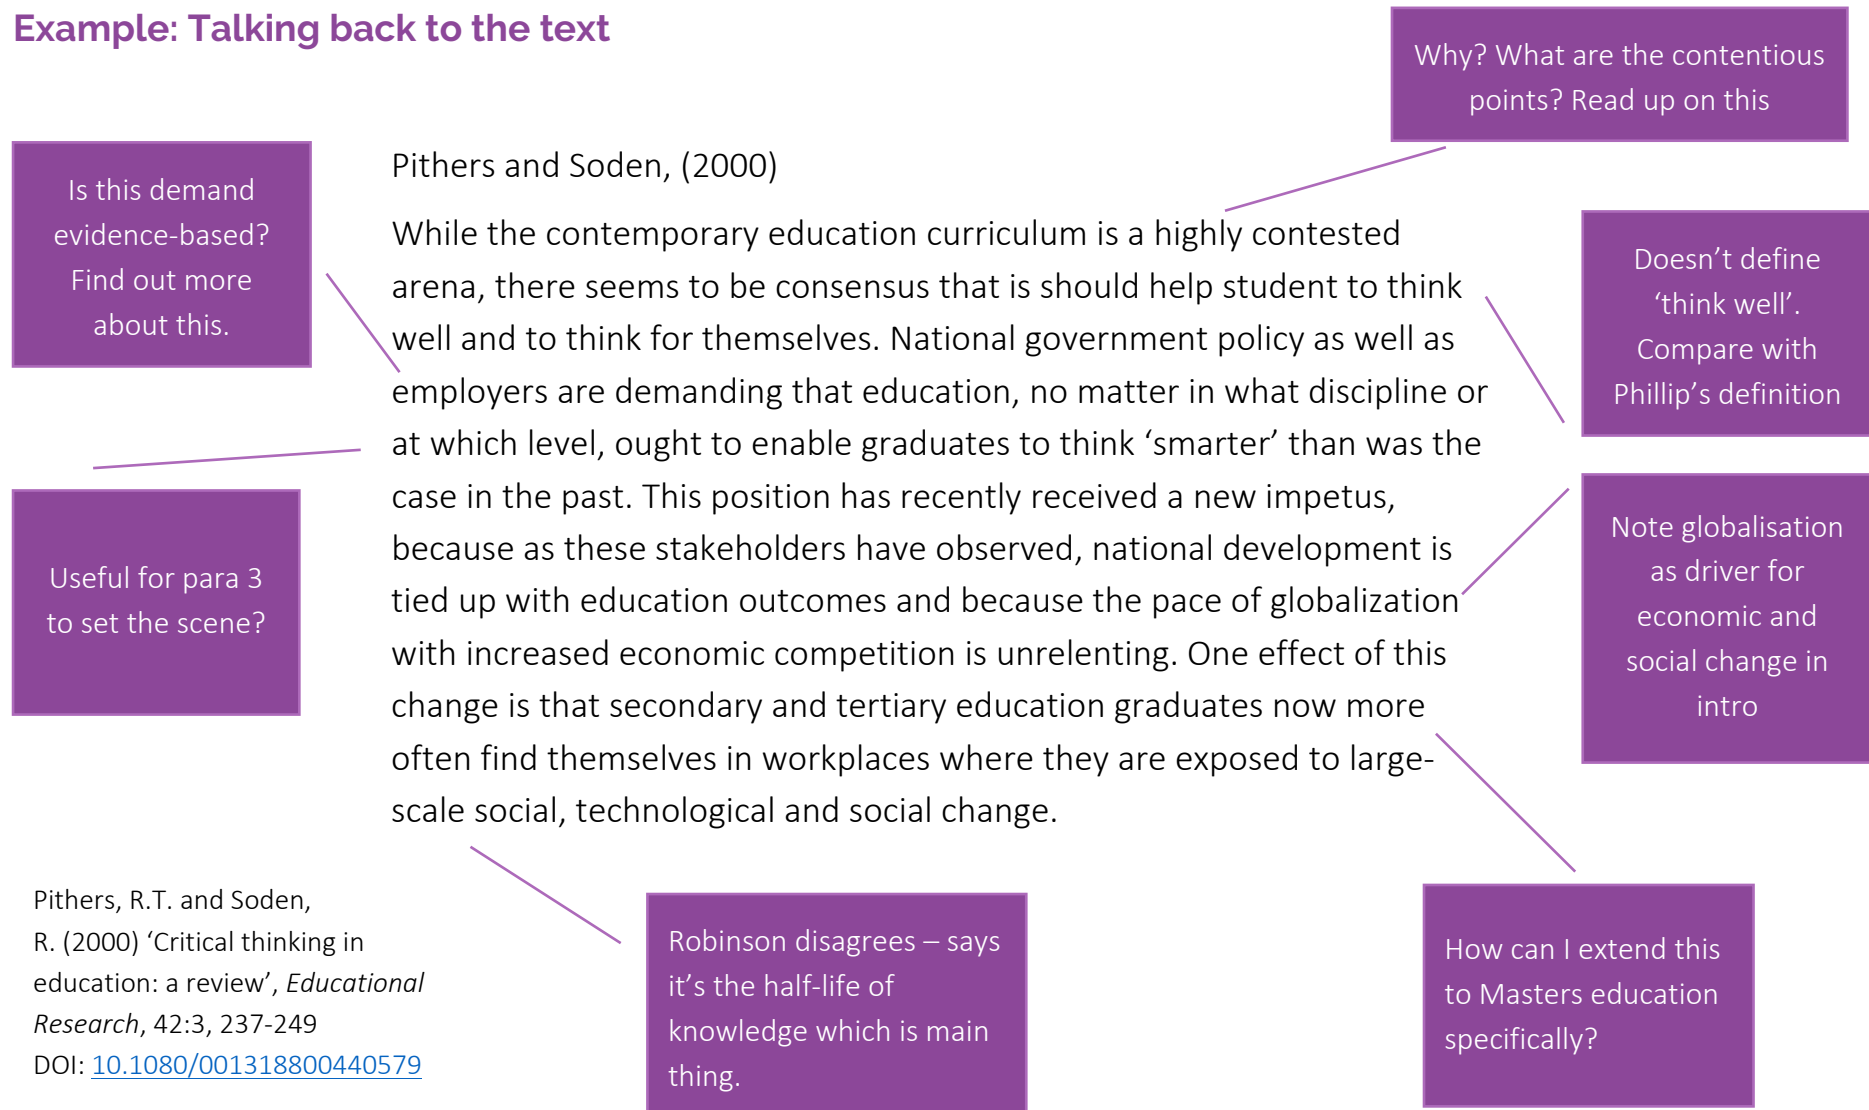 Example: Talking back to the text
Why? What are the contentious
points? Read up on this
Is this demand
evidence-based?
Find out more
about this.
Useful for para 3
to set the scene?
Pithers and Soden, (2000)
While the contemporary education curriculum is a highly contested
arena, there seems to be consensus that is should help student to think
well and to think for themselves. National government policy as well as
employers are demanding that education, no matter in what discipline or
at which level, ought to enable graduates to think ‘smarter’ than was the
case in the past. This position has recently received a new impetus,
because as these stakeholders have observed, national development is
tied up with education outcomes and because the pace of globalization
with increased economic competition is unrelenting. One effect of this
change is that secondary and tertiary education graduates now more
often find themselves in workplaces where they are exposed to large-
scale social, technological and social change.
Doesn’t define
‘think well’.
Compare with
Phillip’s definition
Note globalisation
as driver for
economic and
social change in
intro
Pithers, R.T. and Soden,
R. (2000) ‘Critical thinking in
education: a review’, Educational
Research, 42:3, 237-249
DOI: 10.1080/001318800440579
Robinson disagrees – says
it’s the half-life of
knowledge which is main
thing.
How can I extend this
to Masters education
specifically?